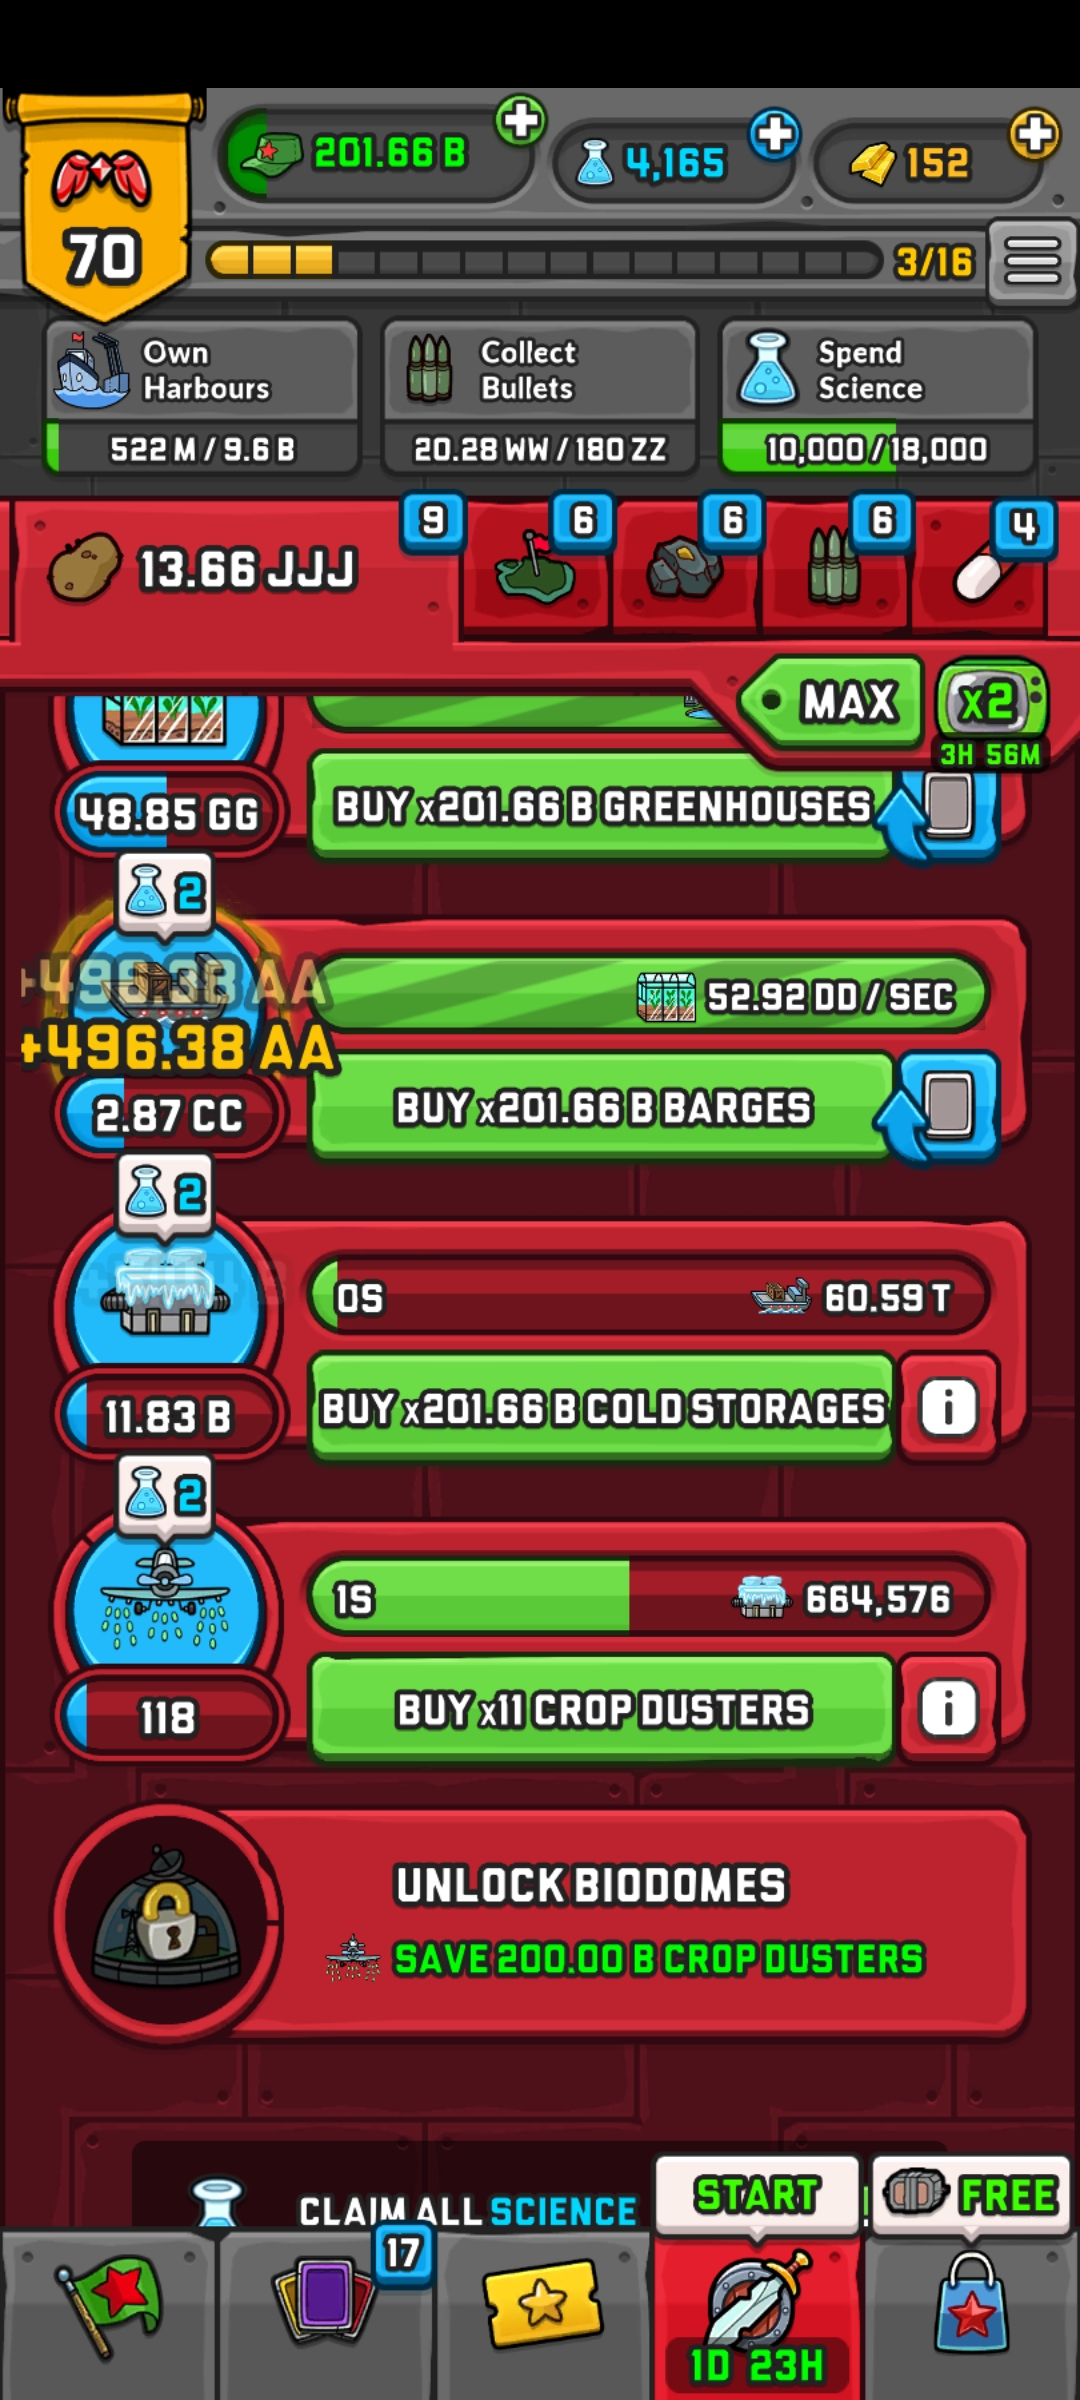 201.66 B
4,165
152
70
3/16
Own
Harbours
522 M / 9.6 B
Collect
Bullets
20.28 WW / 180 ZZ
Spend
Science
10,000 / 18,000
13.66 JJJ
9
6
6
6
4
MAX
x2
3H 56M
48.85 GG
BUY x201.66 B GREENHOUSES
2
+496.38 AA
+496.38 AA
52.92 DD / SEC
2.87 CC
BUY x201.66 B BARGES
2
0S
60.59 T
11.83 B
BUY x201.66 B COLD STORAGES
i
2
1S
664,576
118
BUY x11 CROP DUSTERS
i
UNLOCK BIODOMES
SAVE 200.00 B CROP DUSTERS
CLAIM ALL SCIENCE
START
FREE
17
1D 23H